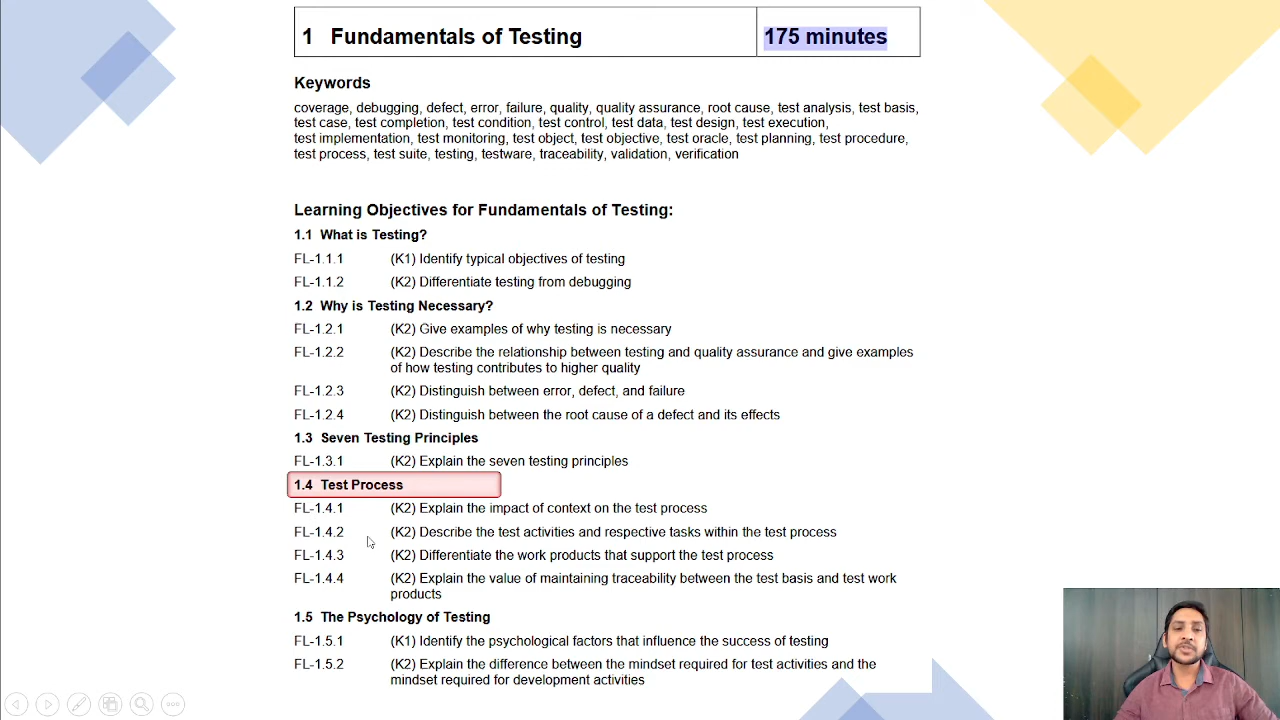 1 Fundamentals of Testing 175 minutes
Keywords
coverage, debugging, defect, error, failure, quality, quality assurance, root cause, test analysis, test basis,
test case, test completion, test condition, test control, test data, test design, test execution,
test implementation, test monitoring, test object, test objective, test oracle, test planning, test procedure,
test process, test suite, testing, testware, traceability, validation, verification
Learning Objectives for Fundamentals of Testing:
1.1 What is Testing?
FL-1.1.1 (K1) Identify typical objectives of testing
FL-1.1.2 (K2) Differentiate testing from debugging
1.2 Why is Testing Necessary?
FL-1.2.1 (K2) Give examples of why testing is necessary
FL-1.2.2 (K2) Describe the relationship between testing and quality assurance and give examples
of how testing contributes to higher quality
FL-1.2.3 (K2) Distinguish between error, defect, and failure
FL-1.2.4 (K2) Distinguish between the root cause of a defect and its effects
1.3 Seven Testing Principles
FL-1.3.1 (K2) Explain the seven testing principles
1.4 Test Process
FL-1.4.1 (K2) Explain the impact of context on the test process
FL-1.4.2 (K2) Describe the test activities and respective tasks within the test process
FL-1.4.3 (K2) Differentiate the work products that support the test process
FL-1.4.4 (K2) Explain the value of maintaining traceability between the test basis and test work
products
1.5 The Psychology of Testing
FL-1.5.1 (K1) Identify the psychological factors that influence the success of testing
FL-1.5.2 (K2) Explain the difference between the mindset required for test activities and the
mindset required for development activities